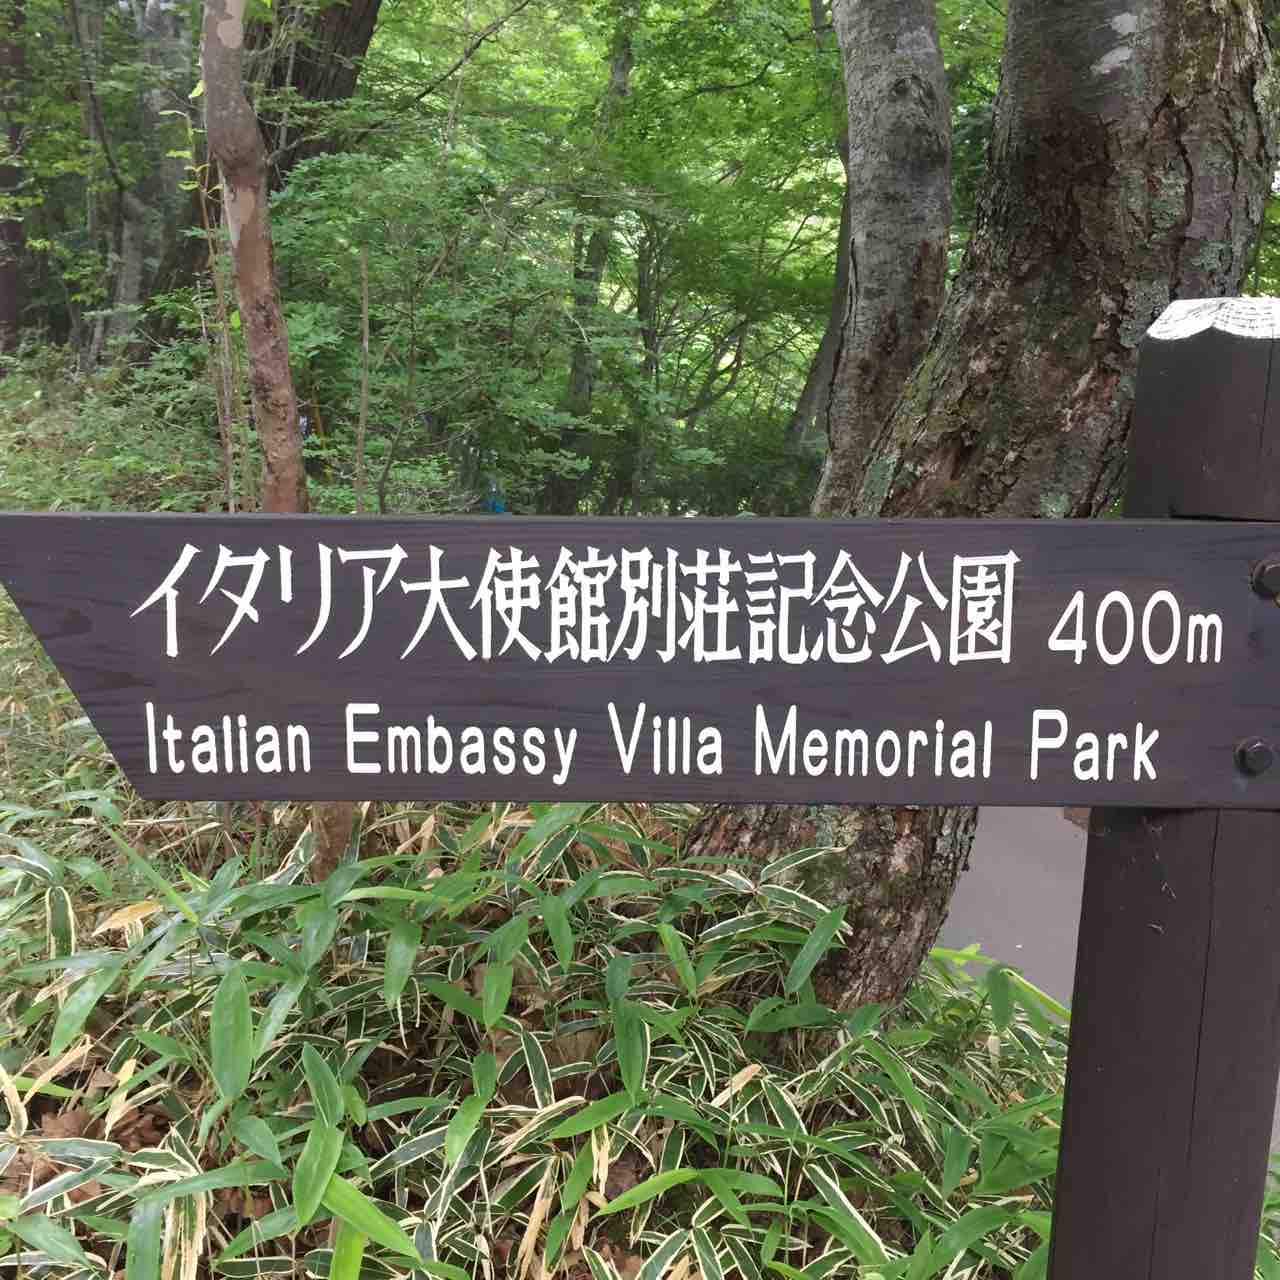 イタリア大使館別荘記念公園 400m
Italian Embassy Villa Memorial Park